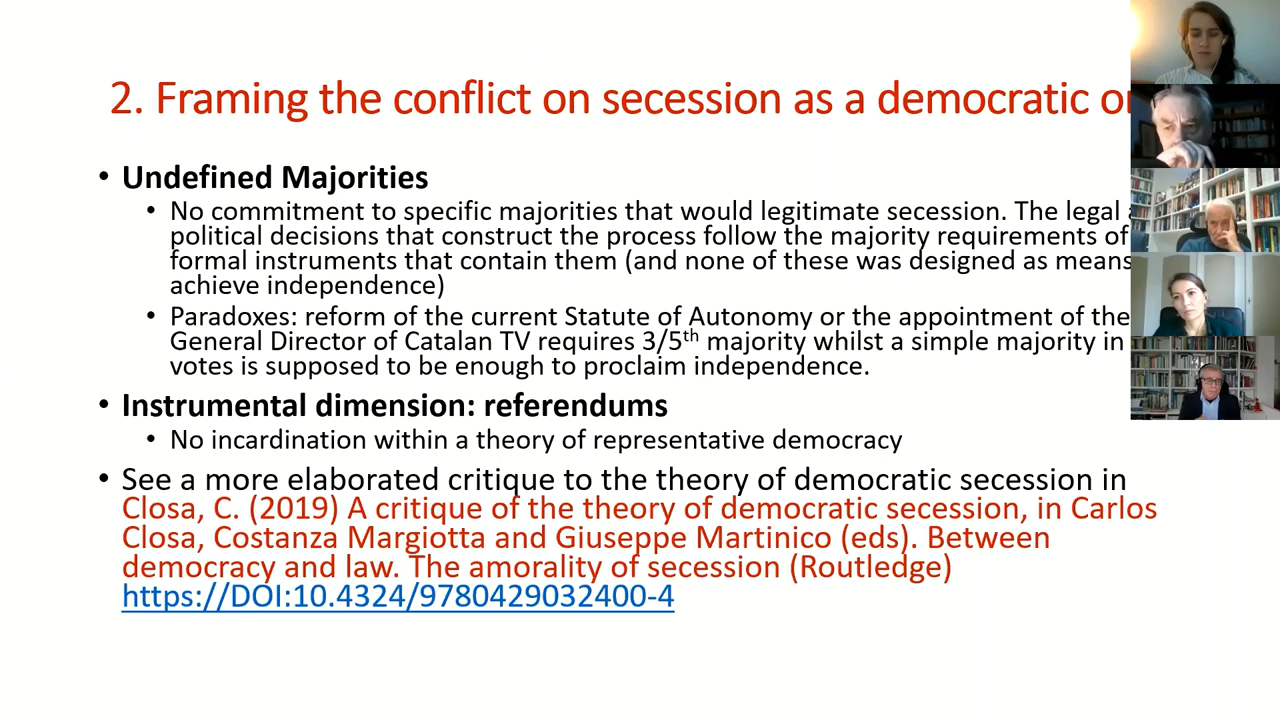 2. Framing the conflict on secession as a democratic
• Undefined Majorities
• No commitment to specific majorities that would legitimate secession. The legal
political decisions that construct the process follow the majority requirements of
formal instruments that contain them (and none of these was designed as means
achieve independence)
• Paradoxes: reform of the current Statute of Autonomy or the appointment of the
General Director of Catalan TV requires 3/5th majority whilst a simple majority in
votes is supposed to be enough to proclaim independence.
• Instrumental dimension: referendums
• No incardination within a theory of representative democracy
• See a more elaborated critique to the theory of democratic secession in
Closa, C. (2019) A critique of the theory of democratic secession, in Carlos
Closa, Costanza Margiotta and Giuseppe Martinico (eds). Between
democracy and law. The amorality of secession (Routledge)
https://DOI:10.4324/9780429032400-4